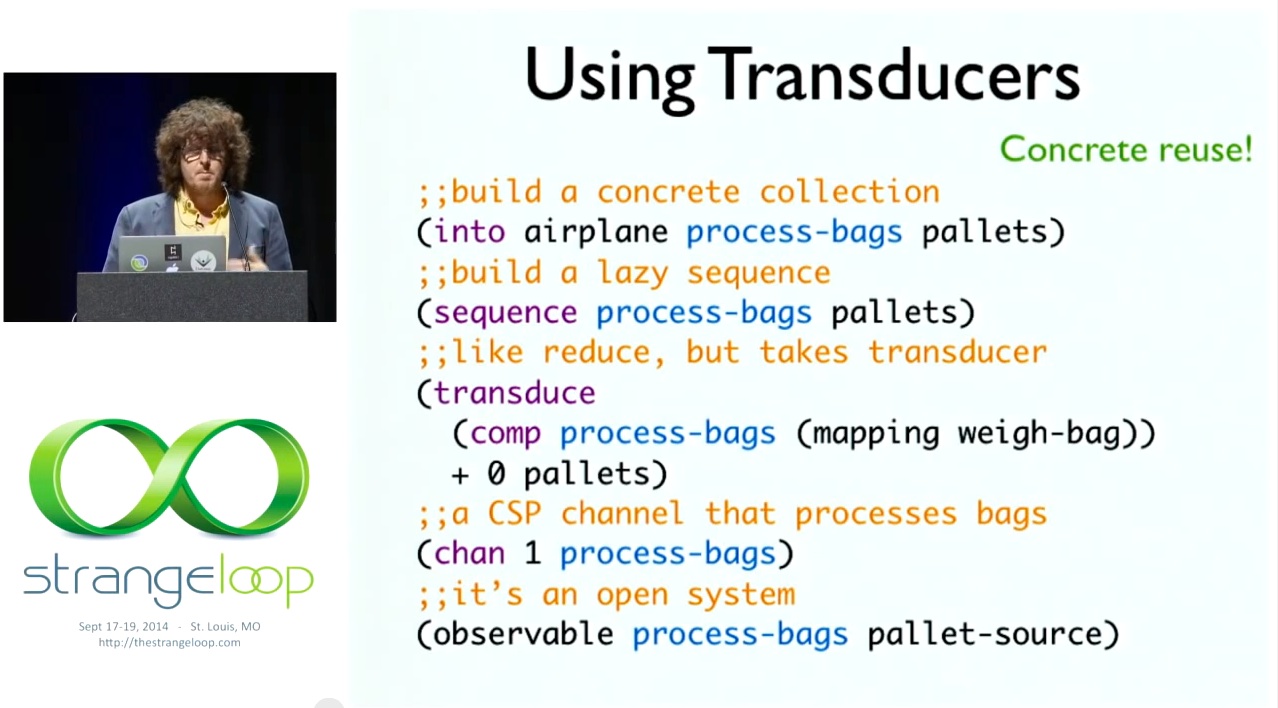 Using Transducers
Concrete reuse!
;;build a concrete collection
(into airplane process-bags pallets)
;;build a lazy sequence
(sequence process-bags pallets)
;;like reduce, but takes transducer
(transduce
(comp process-bags (mapping weigh-bag))
+ 0 pallets)
;;a CSP channel that processes bags
(chan 1 process-bags)
;;it’s an open system
(observable process-bags pallet-source)
strangeloop
Sept 17-19, 2014 - St. Louis, MO
http://thestrangeloop.com